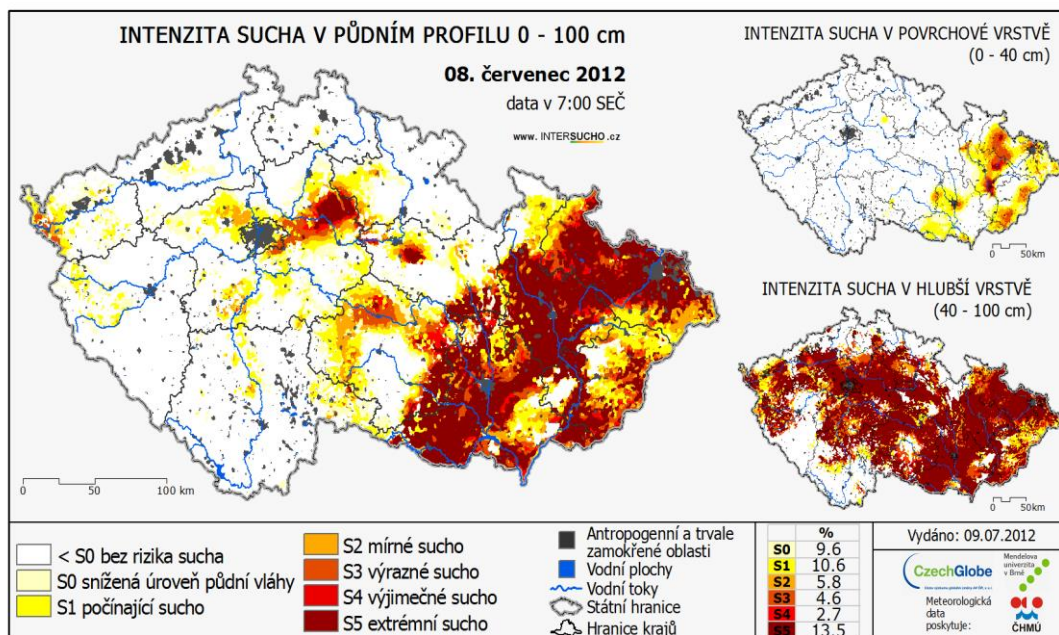 INTENZITA SUCHA V PŮDNÍM PROFILU 0 - 100 cm
08. červenec 2012
data v 7:00 SEČ
www. INTERSUCHO .cz
0 50 100 km
INTENZITA SUCHA V POVRCHOVÉ VRSTVĚ
(0 - 40 cm)
0 50km
INTENZITA SUCHA V HLUBŠÍ VRSTVĚ
(40 - 100 cm)
0 50km
< S0 bez rizika sucha
S0 snížená úroveň půdní vláhy
S1 počínající sucho
S2 mírné sucho
S3 výrazné sucho
S4 výjimečné sucho
S5 extrémní sucho
Antropogenní a trvale
zamokřené oblasti
Vodní plochy
Vodní toky
Státní hranice
Hranice krajů
%
S0 9.6
S1 10.6
S2 5.8
S3 4.6
S4 2.7
S5 13.5
Vydáno: 09.07.2012
CzechGlobe
Mendelova
univerzita
v Brně
Meteorologická
data
poskytuje:
ČHMÚ